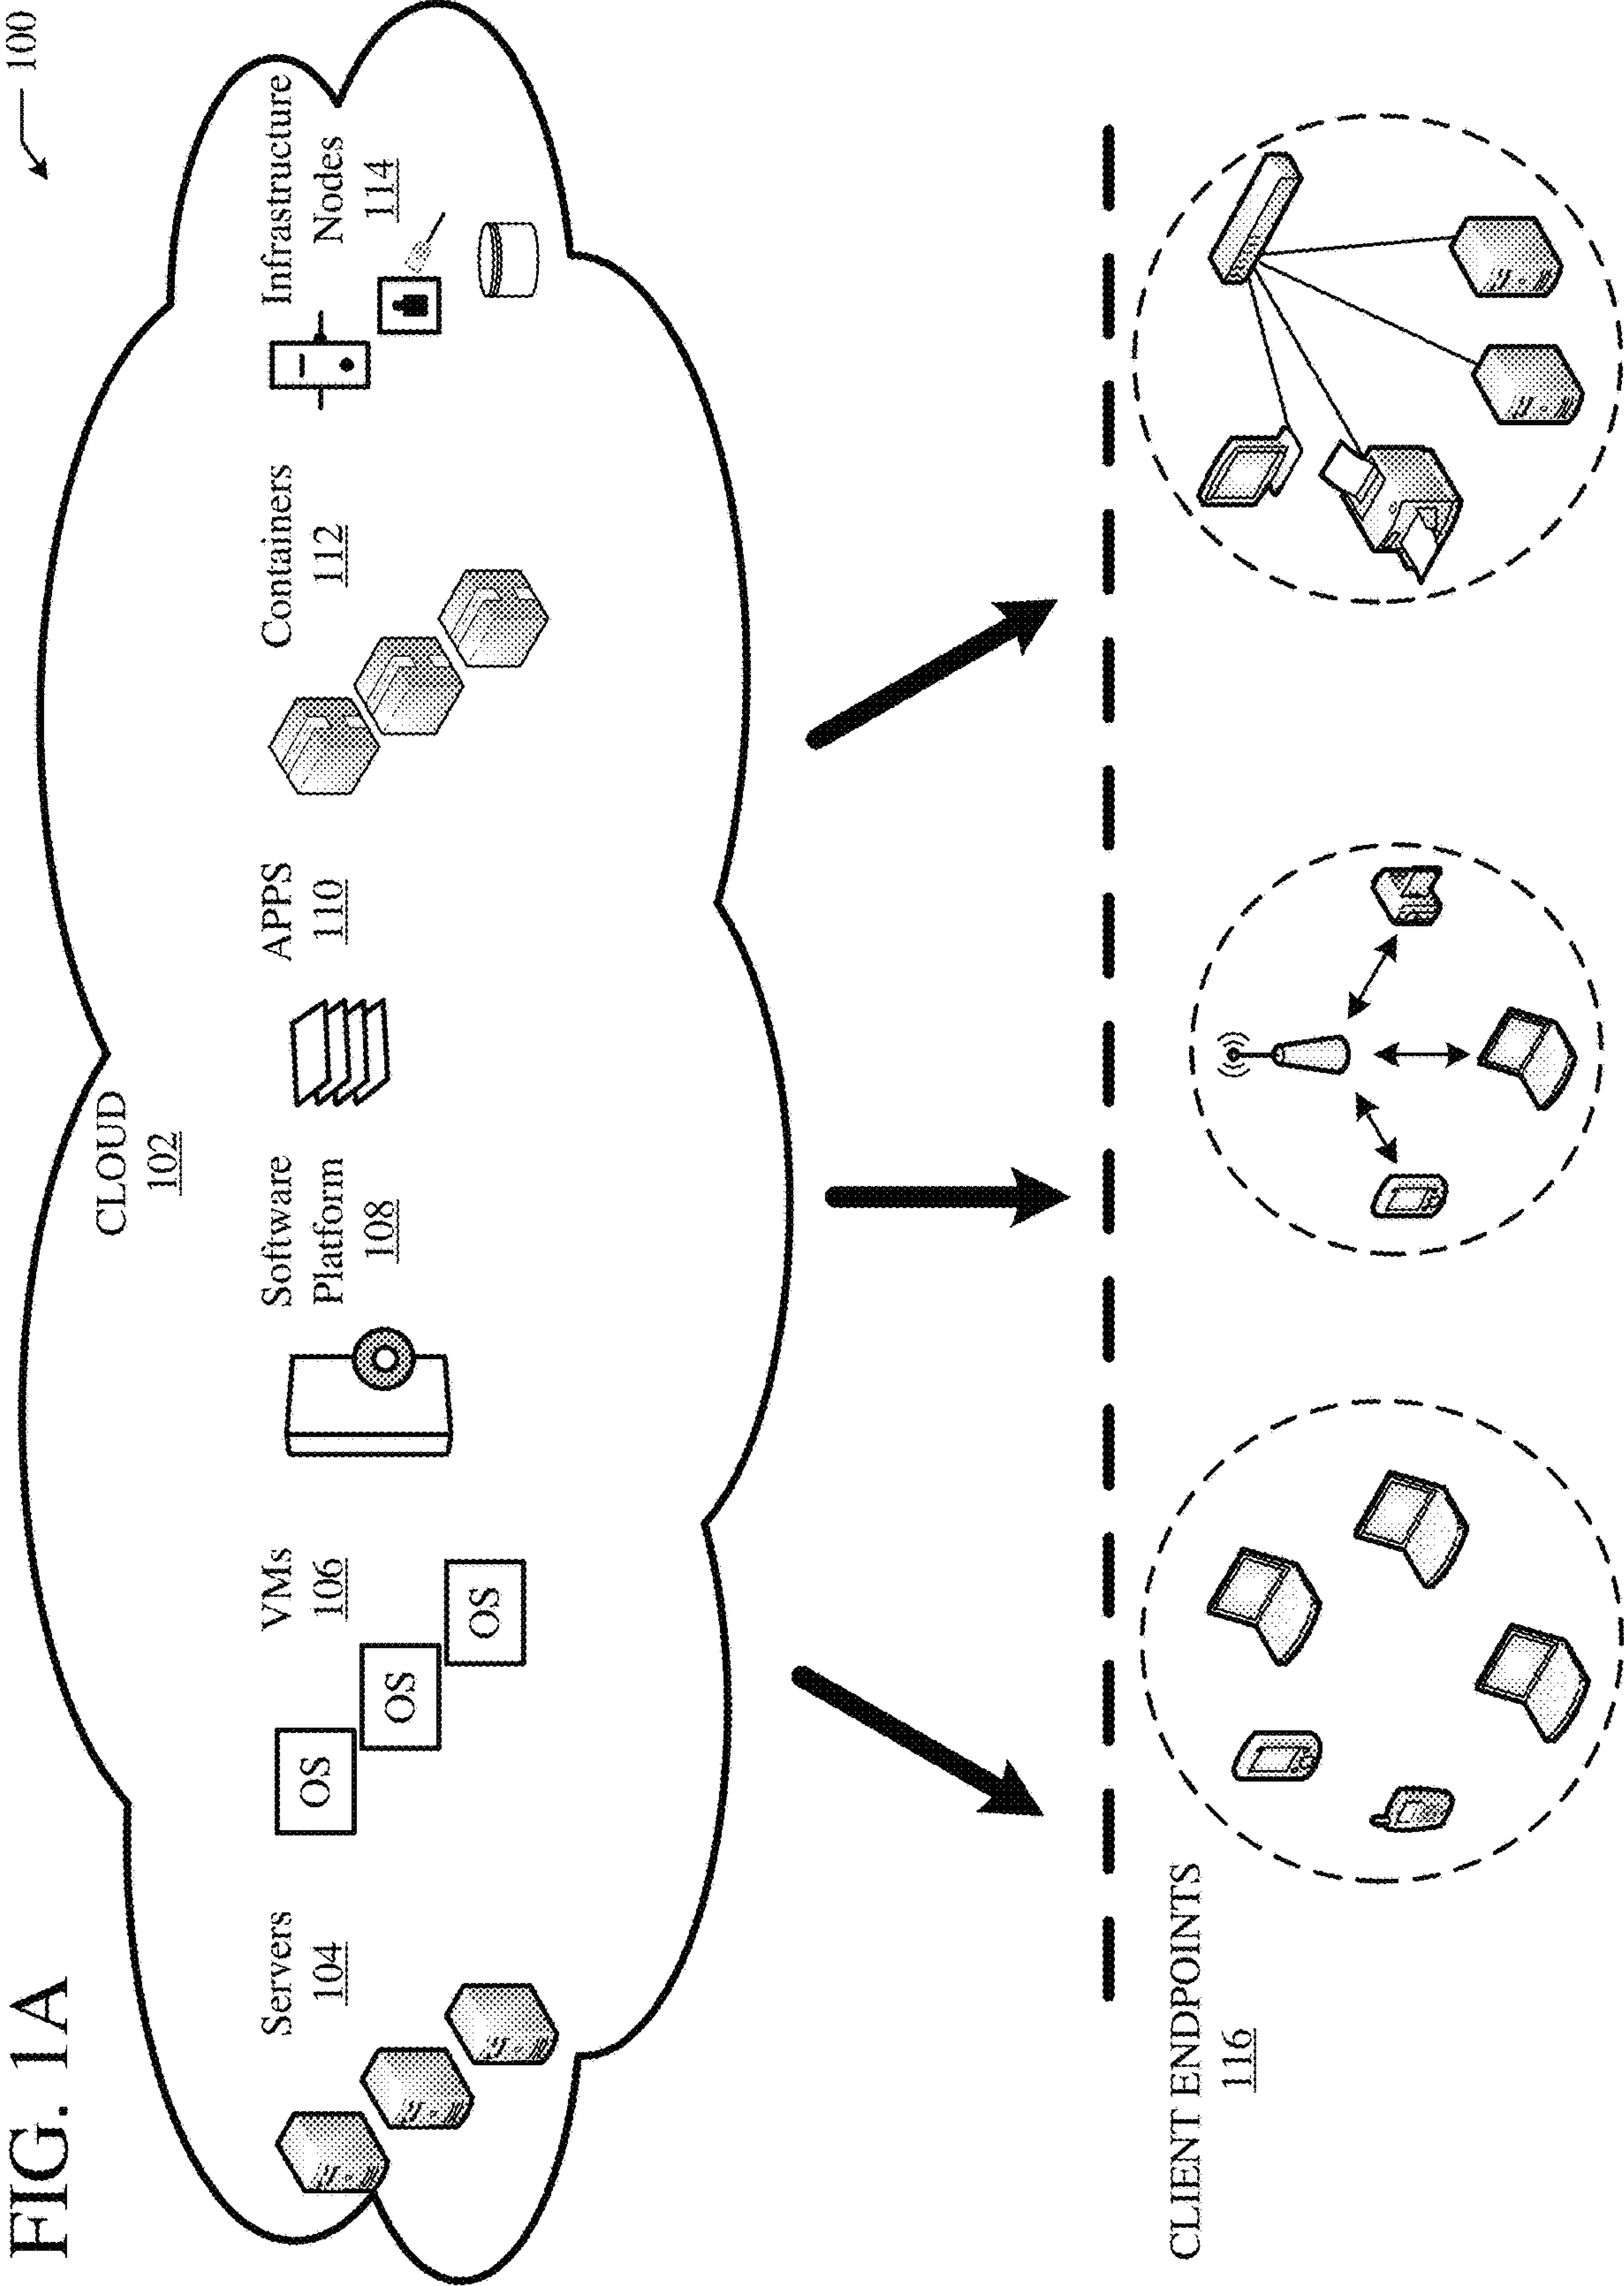 FIG. 1A
100
CLOUD
102
Servers
104
VMs
106
OS
OS
OS
Software
Platform
108
APPS
110
Containers
112
Infrastructure
Nodes
114
CLIENT ENDPOINTS
116